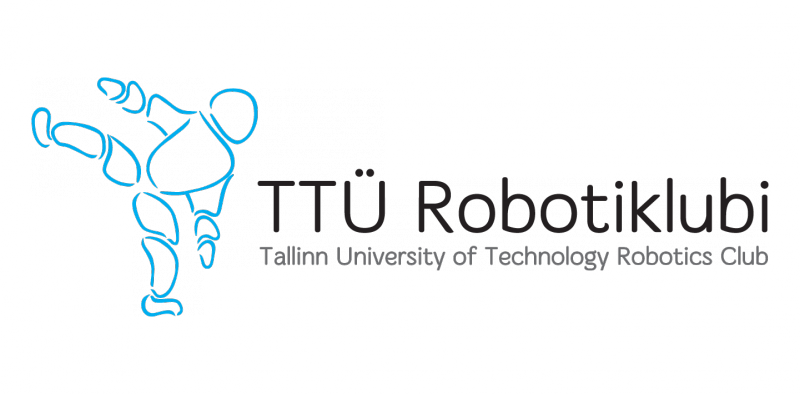 TTÜ Robotiklubi
Tallinn University of Technology Robotics Club